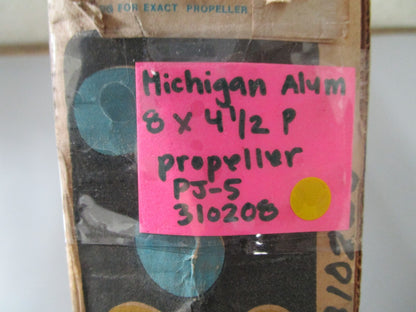 FOR EXACT PROPELLER
Michigan Alum
8 x 4 1/2 P
propeller
PJ-5
310208